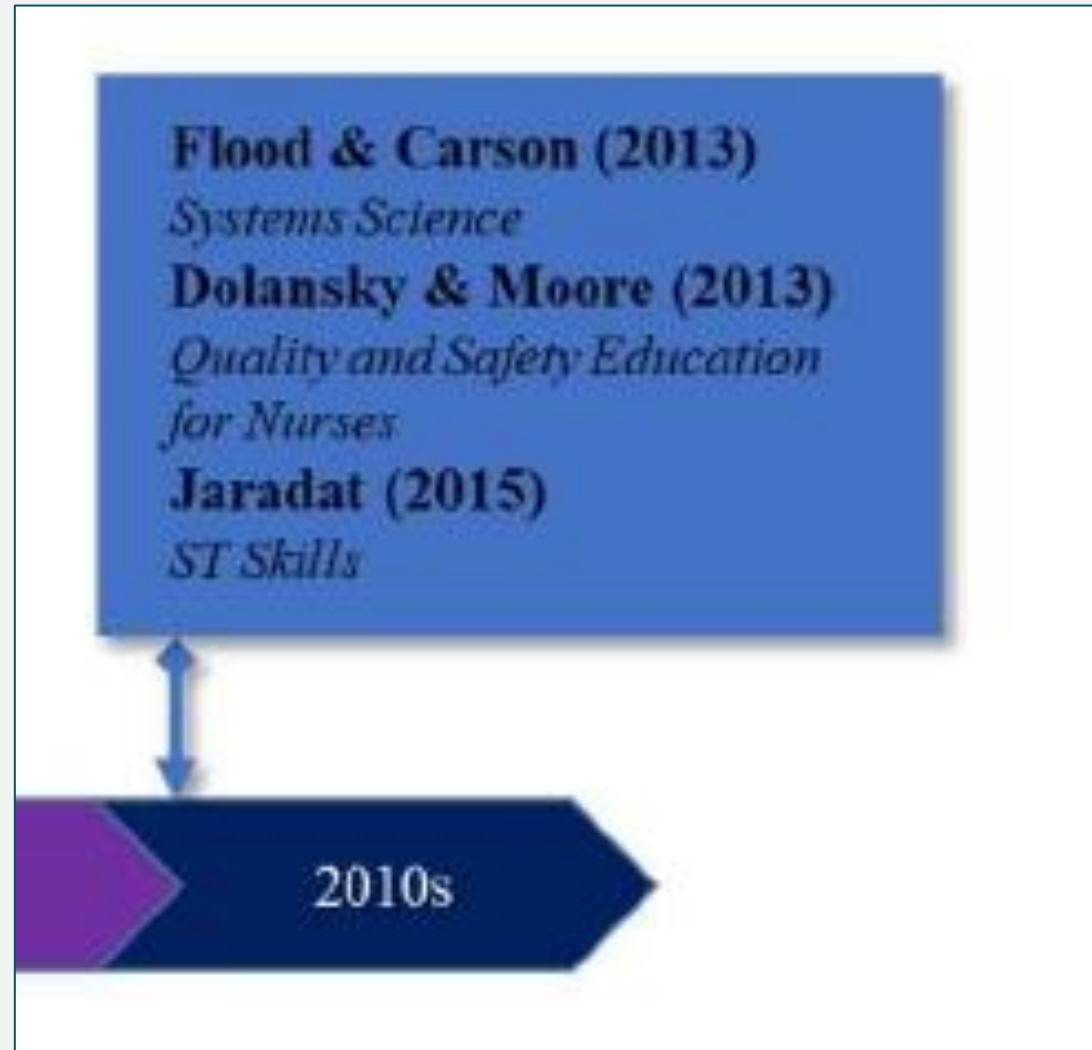 Flood & Carson (2013)
Systems Science
Dolansky & Moore (2013)
Quality and Safety Education
for Nurses
Jaradat (2015)
ST Skills
2010s